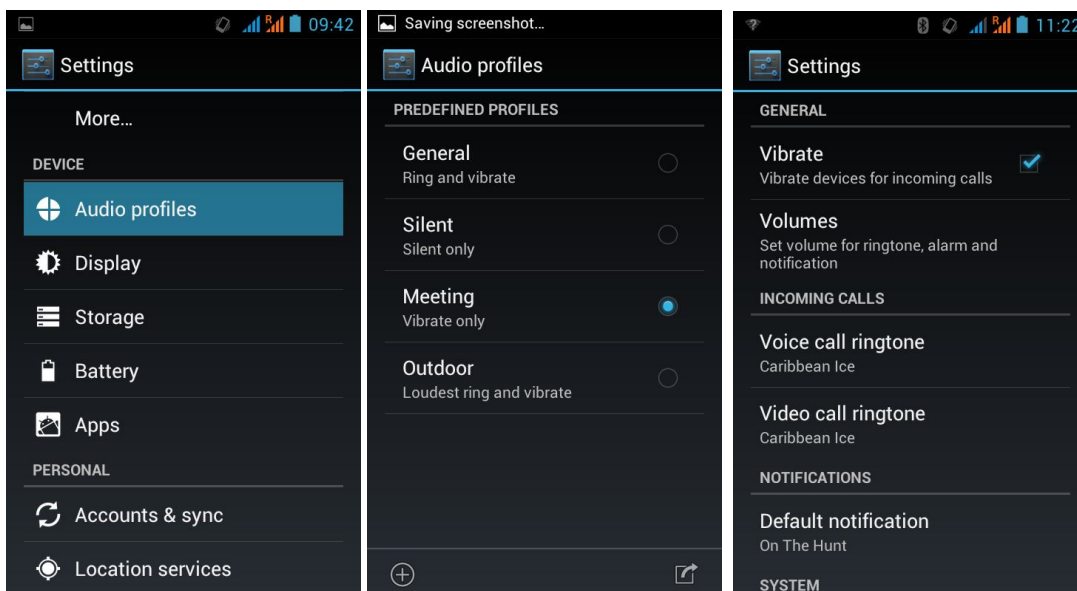 09:42
Settings
More...
DEVICE
Audio profiles
Display
Storage
Battery
Apps
PERSONAL
Accounts & sync
Location services
Saving screenshot...
Audio profiles
PREDEFINED PROFILES
General
Ring and vibrate
Silent
Silent only
Meeting
Vibrate only
Outdoor
Loudest ring and vibrate
R 11:22
Settings
GENERAL
Vibrate
Vibrate devices for incoming calls
Volumes
Set volume for ringtone, alarm and
notification
INCOMING CALLS
Voice call ringtone
Caribbean Ice
Video call ringtone
Caribbean Ice
NOTIFICATIONS
Default notification
On The Hunt
SYSTEM